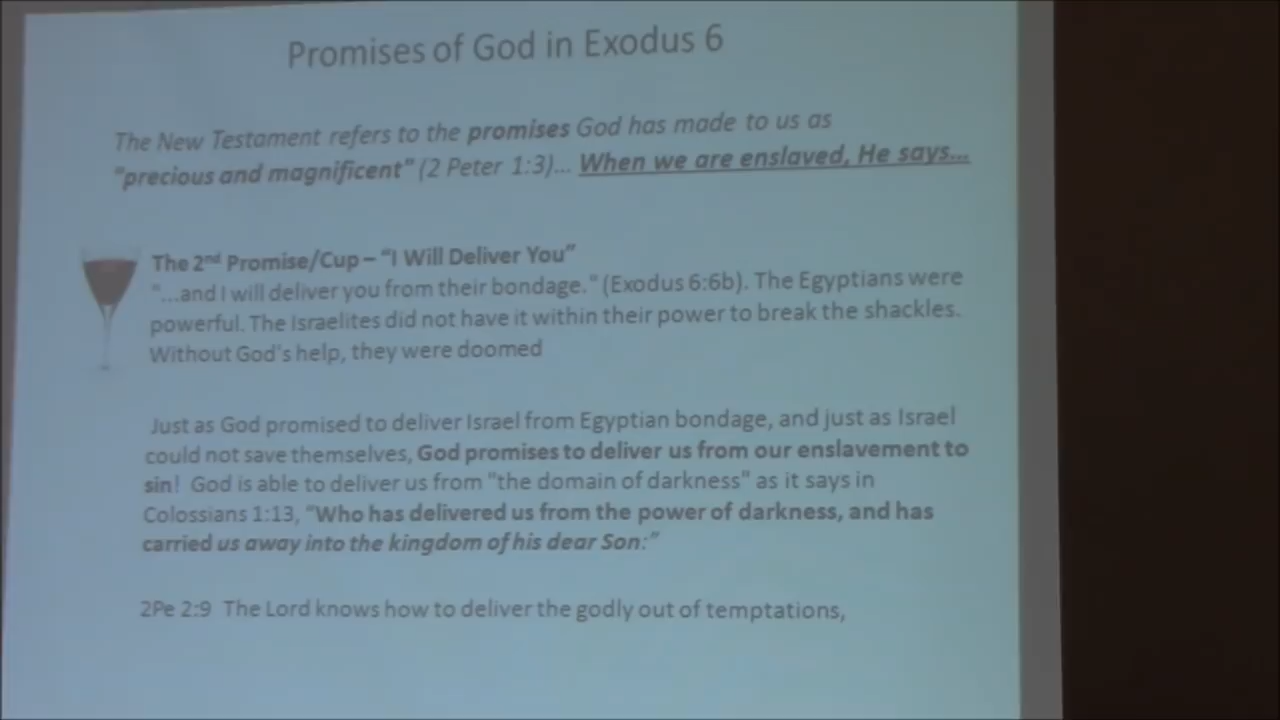 Promises of God in Exodus 6
The New Testament refers to the promises God has made to us as
"precious and magnificent" (2 Peter 1:3)... When we are enslaved, He says...
The 2nd Promise/Cup – "I Will Deliver You"
"...and I will deliver you from their bondage." (Exodus 6:6b). The Egyptians were
powerful. The Israelites did not have it within their power to break the shackles.
Without God's help, they were doomed
Just as God promised to deliver Israel from Egyptian bondage, and just as Israel
could not save themselves, God promises to deliver us from our enslavement to
sin! God is able to deliver us from "the domain of darkness" as it says in
Colossians 1:13, "Who has delivered us from the power of darkness, and has
carried us away into the kingdom of his dear Son:"
2Pe 2:9 The Lord knows how to deliver the godly out of temptations,